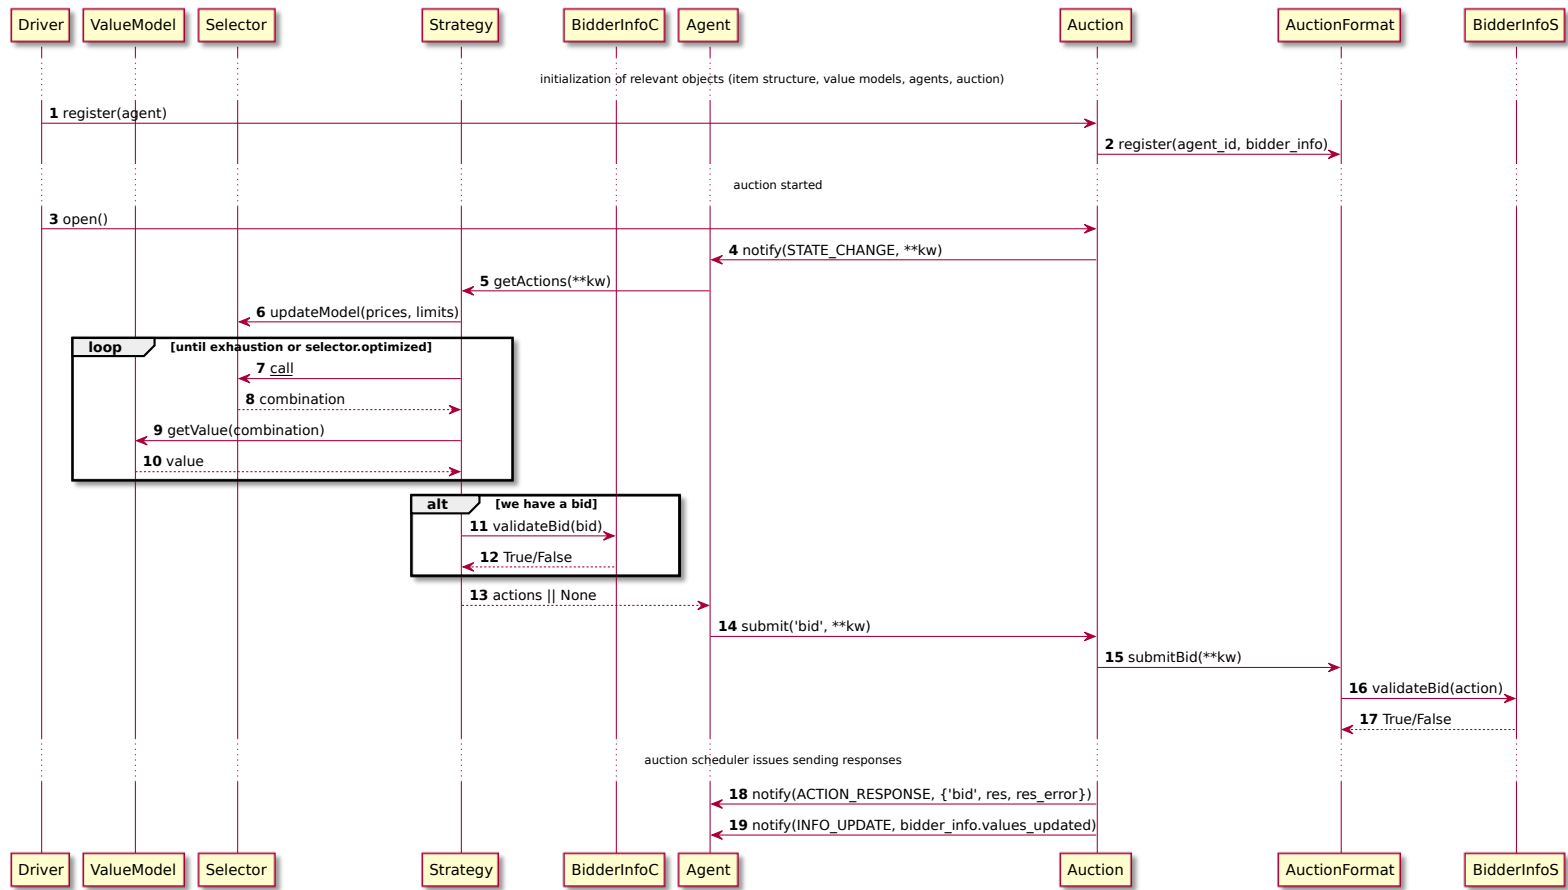 Driver ValueModel Selector Strategy BidderInfoC Agent Auction AuctionFormat BidderInfoS
initialization of relevant objects (item structure, value models, agents, auction)
1 register(agent)
2 register(agent_id, bidder_info)
auction started
3 open()
4 notify(STATE_CHANGE, **kw)
5 getActions(**kw)
6 updateModel(prices, limits)
loop [until exhaustion or selector.optimized]
7 call
8 combination
9 getValue(combination)
10 value
alt [we have a bid]
11 validateBid(bid)
12 True/False
13 actions || None
14 submit('bid', **kw)
15 submitBid(**kw)
16 validateBid(action)
17 True/False
auction scheduler issues sending responses
18 notify(ACTION_RESPONSE, {'bid', res, res_error})
19 notify(INFO_UPDATE, bidder_info.values_updated)
Driver ValueModel Selector Strategy BidderInfoC Agent Auction AuctionFormat BidderInfoS